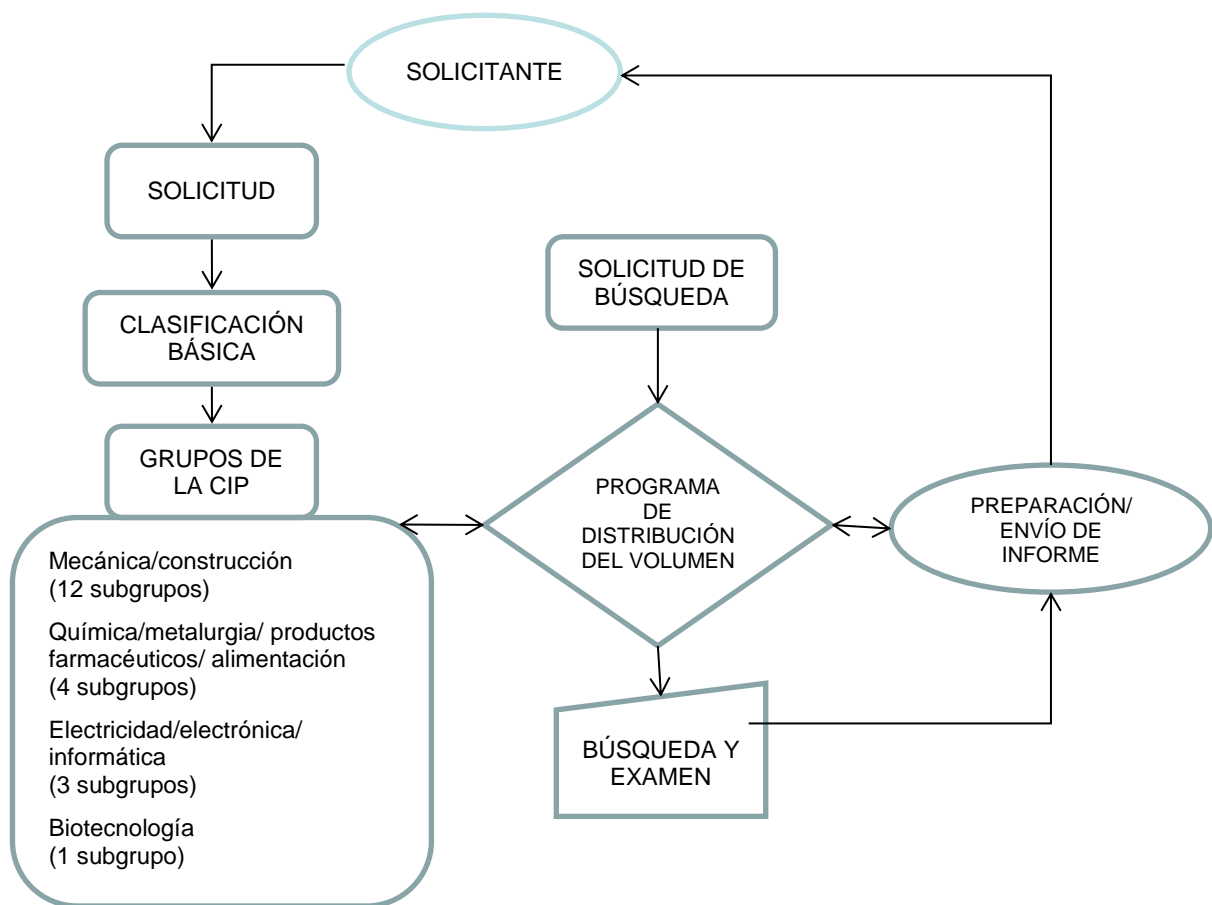 SOLICITANTE
SOLICITUD
CLASIFICACIÓN
BÁSICA
GRUPOS DE
LA CIP
Mecánica/construcción
(12 subgrupos)
Química/metalurgia/ productos
farmacéuticos/ alimentación
(4 subgrupos)
Electricidad/electrónica/
informática
(3 subgrupos)
Biotecnología
(1 subgrupo)
SOLICITUD DE
BÚSQUEDA
PROGRAMA
DE
DISTRIBUCIÓN
DEL VOLUMEN
BÚSQUEDA Y
EXAMEN
PREPARACIÓN/
ENVÍO DE
INFORME